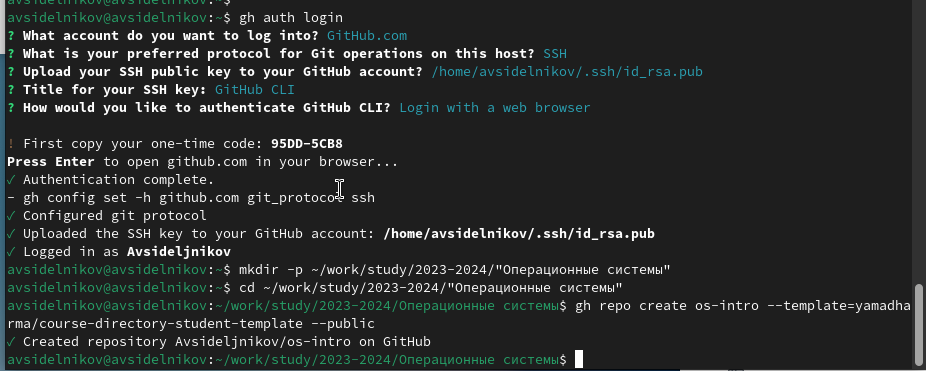 avsidelnikov@avsidelnikov:~$ gh auth login
? What account do you want to log into? GitHub.com
? What is your preferred protocol for Git operations on this host? SSH
? Upload your SSH public key to your GitHub account? /home/avsidelnikov/.ssh/id_rsa.pub
? Title for your SSH key: GitHub CLI
? How would you like to authenticate GitHub CLI? Login with a web browser
! First copy your one-time code: 95DD-5CB8
Press Enter to open github.com in your browser...
✓ Authentication complete.
- gh config set -h github.com git_protocol ssh
✓ Configured git protocol
✓ Uploaded the SSH key to your GitHub account: /home/avsidelnikov/.ssh/id_rsa.pub
✓ Logged in as Avsideljnikov
avsidelnikov@avsidelnikov:~$ mkdir -p ~/work/study/2023-2024/"Операционные системы"
avsidelnikov@avsidelnikov:~$ cd ~/work/study/2023-2024/"Операционные системы"
avsidelnikov@avsidelnikov:~/work/study/2023-2024/Операционные системы$ gh repo create os-intro --template=yamadha
rma/course-directory-student-template --public
✓ Created repository Avsideljnikov/os-intro on GitHub
avsidelnikov@avsidelnikov:~/work/study/2023-2024/Операционные системы$